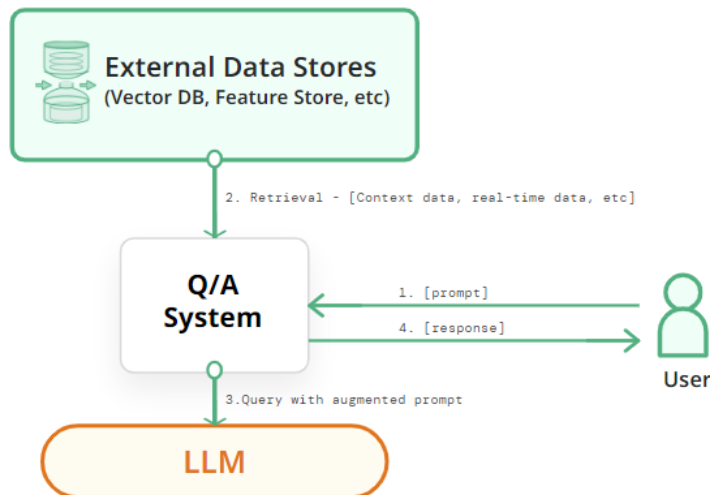 External Data Stores
(Vector DB, Feature Store, etc)
2. Retrieval - [Context data, real-time data, etc]
Q/A
System
1. [prompt]
4. [response]
User
3.Query with augmented prompt
LLM